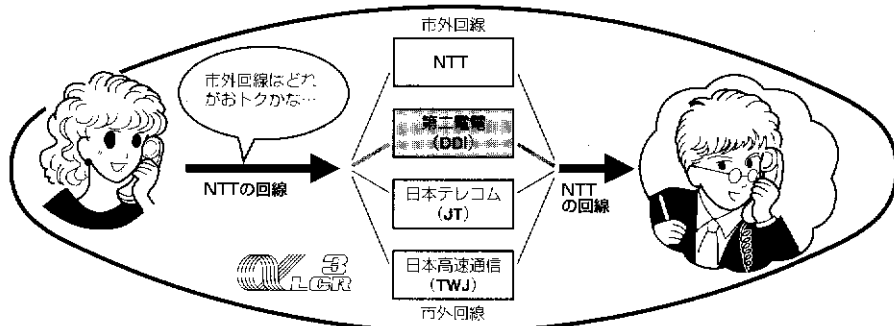 市外回線
NTT
市外回線はどれ
がおトクかな…
第二電電
(DDI)
NTTの回線
NTT
の回線
日本テレコム
(JT)
日本高速通信
(TWJ)
市外回線
α LCR 3